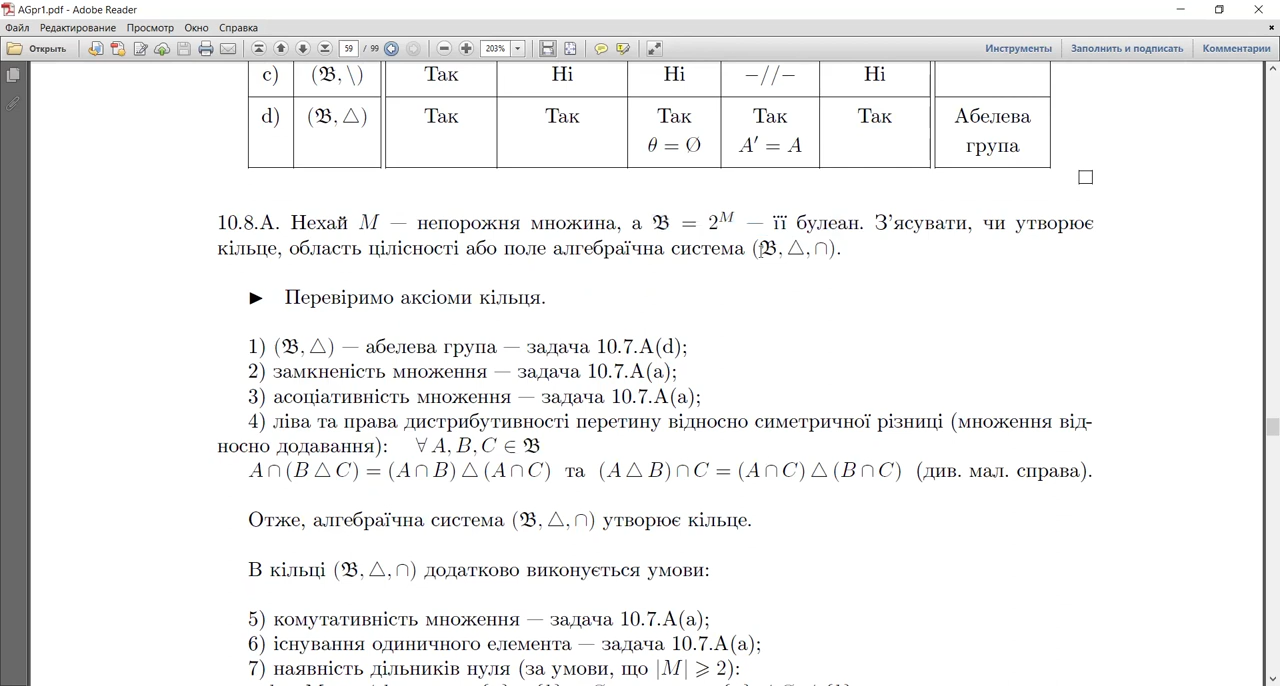 AGpr1.pdf - Adobe Reader
Файл Редактирование Просмотр Окно Справка
Открыть 59 / 99 203% Инструменты Заполнить и подписать Комментарии
c) (𝔅, \) Так Ні Ні −//− Ні
d) (𝔅, △) Так Так Так Так Так Абелева
θ = Ø A′ = A група
□
10.8.A. Нехай M — непорожня множина, а 𝔅 = 2^M — її булеан. З'ясувати, чи утворює
кільце, область цілісності або поле алгебраїчна система (𝔅, △, ∩).
► Перевіримо аксіоми кільця.
1) (𝔅, △) — абелева група — задача 10.7.A(d);
2) замкненість множення — задача 10.7.A(a);
3) асоціативність множення — задача 10.7.A(a);
4) ліва та права дистрибутивності перетину відносно симетричної різниці (множення від-
носно додавання): ∀ A, B, C ∈ 𝔅
A ∩ (B △ C) = (A ∩ B) △ (A ∩ C) та (A △ B) ∩ C = (A ∩ C) △ (B ∩ C) (див. мал. справа).
Отже, алгебраїчна система (𝔅, △, ∩) утворює кільце.
В кільці (𝔅, △, ∩) додатково виконується умови:
5) комутативність множення — задача 10.7.A(a);
6) існування одиничного елемента — задача 10.7.A(a);
7) наявність дільників нуля (за умови, що |M| ⩾ 2):